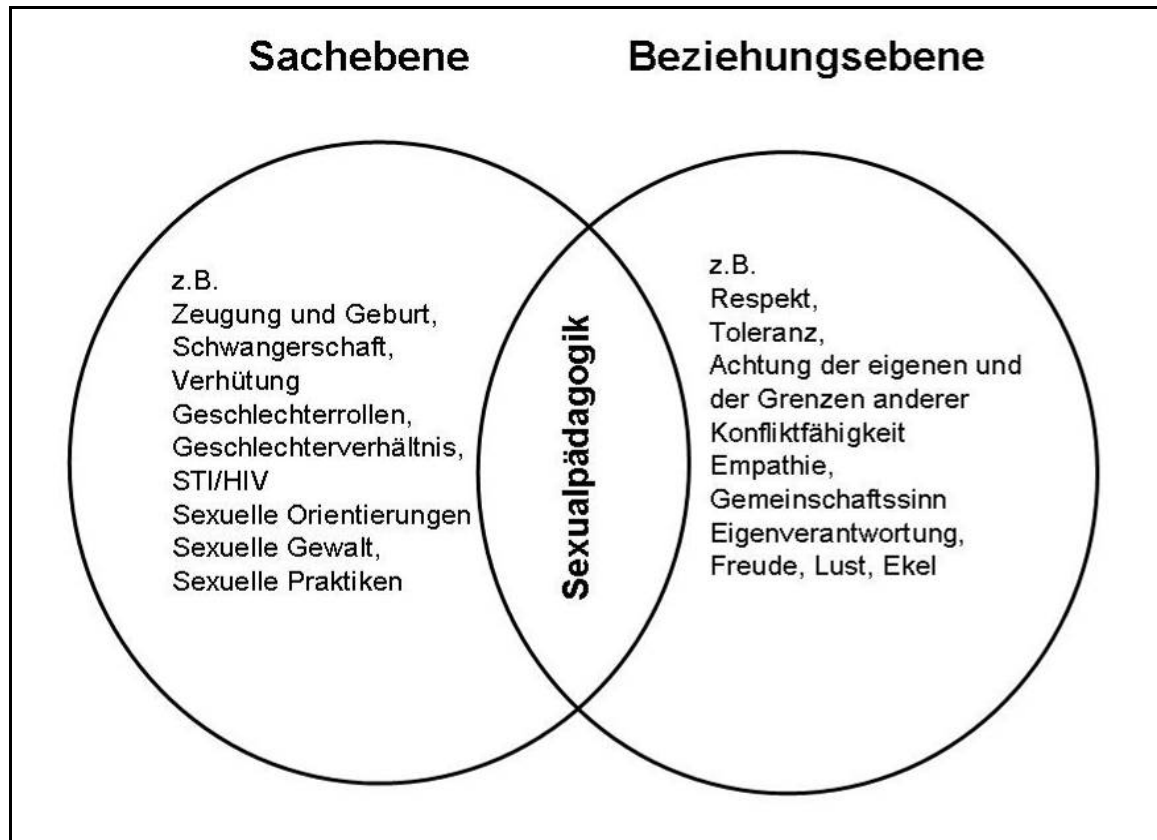 Sachebene
Beziehungsebene
z.B.
Zeugung und Geburt,
Schwangerschaft,
Verhütung
Geschlechterrollen,
Geschlechterverhältnis,
STI/HIV
Sexuelle Orientierungen
Sexuelle Gewalt,
Sexuelle Praktiken
Sexualpädagogik
z.B.
Respekt,
Toleranz,
Achtung der eigenen und
der Grenzen anderer
Konfliktfähigkeit
Empathie,
Gemeinschaftssinn
Eigenverantwortung,
Freude, Lust, Ekel